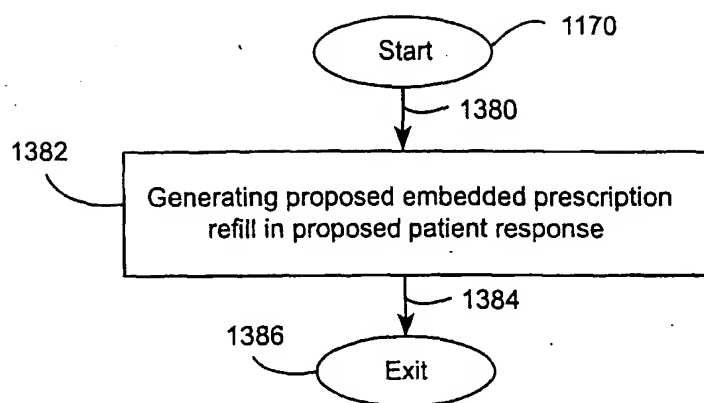 Start
1170
1380
1382
Generating proposed embedded prescription
refill in proposed patient response
1384
1386
Exit